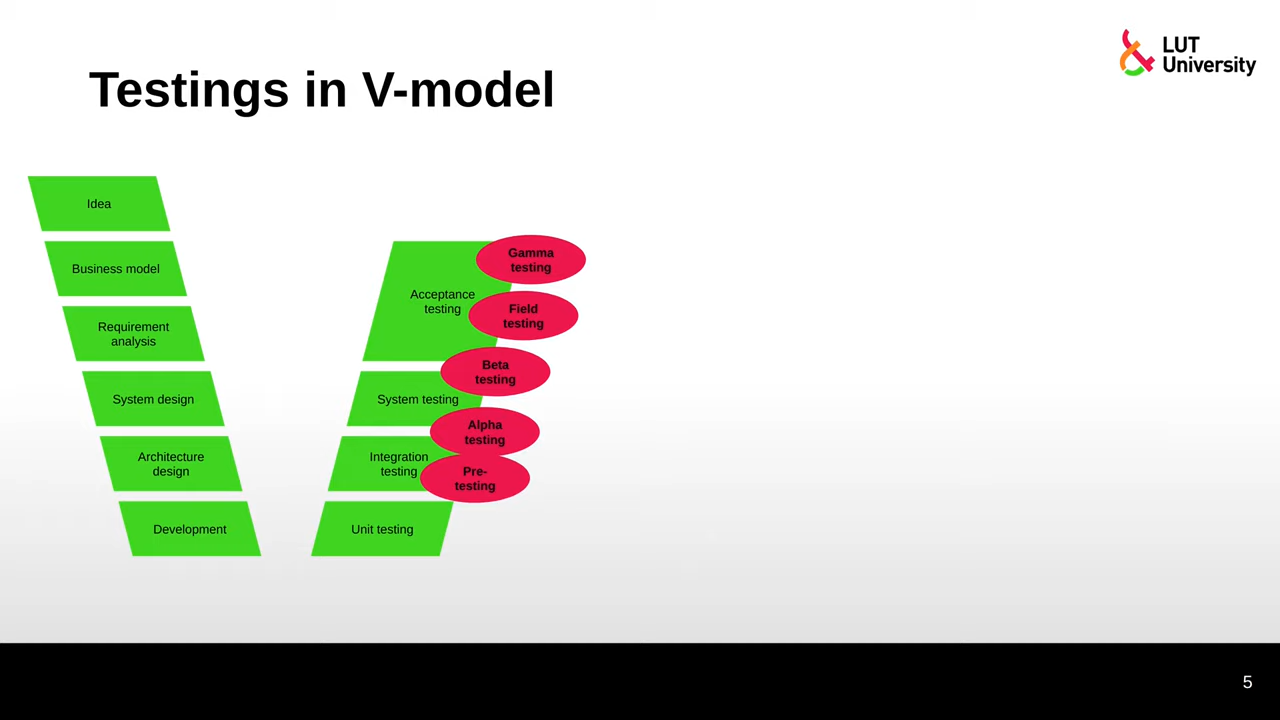 LUT
University
Testings in V-model
Idea
Business model
Requirement
analysis
System design
Architecture
design
Development
Acceptance
testing
System testing
Integration
testing
Unit testing
Gamma
testing
Field
testing
Beta
testing
Alpha
testing
Pre-
testing
5